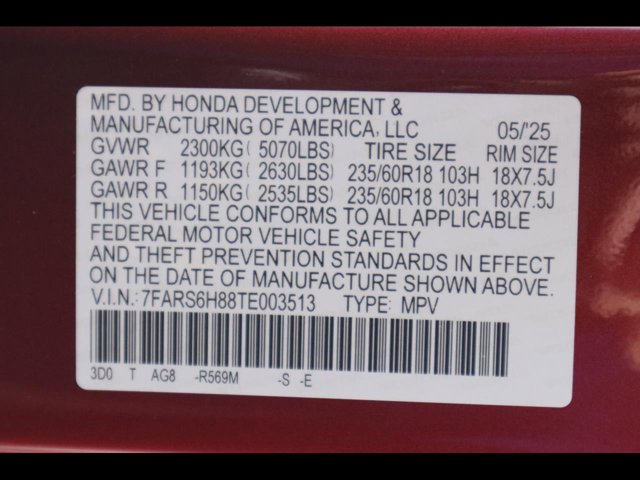 MFD. BY HONDA DEVELOPMENT &
MANUFACTURING OF AMERICA, LLC 05/'25
GVWR 2300KG( 5070LBS) TIRE SIZE RIM SIZE
GAWR F 1193KG( 2630LBS) 235/60R18 103H 18X7.5J
GAWR R 1150KG( 2535LBS) 235/60R18 103H 18X7.5J
THIS VEHICLE CONFORMS TO ALL APPLICABLE
FEDERAL MOTOR VEHICLE SAFETY
AND THEFT PREVENTION STANDARDS IN EFFECT
ON THE DATE OF MANUFACTURE SHOWN ABOVE.
V.I.N.:7FARS6H88TE003513 TYPE: MPV
3D0 T AG8 -R569M -S -E